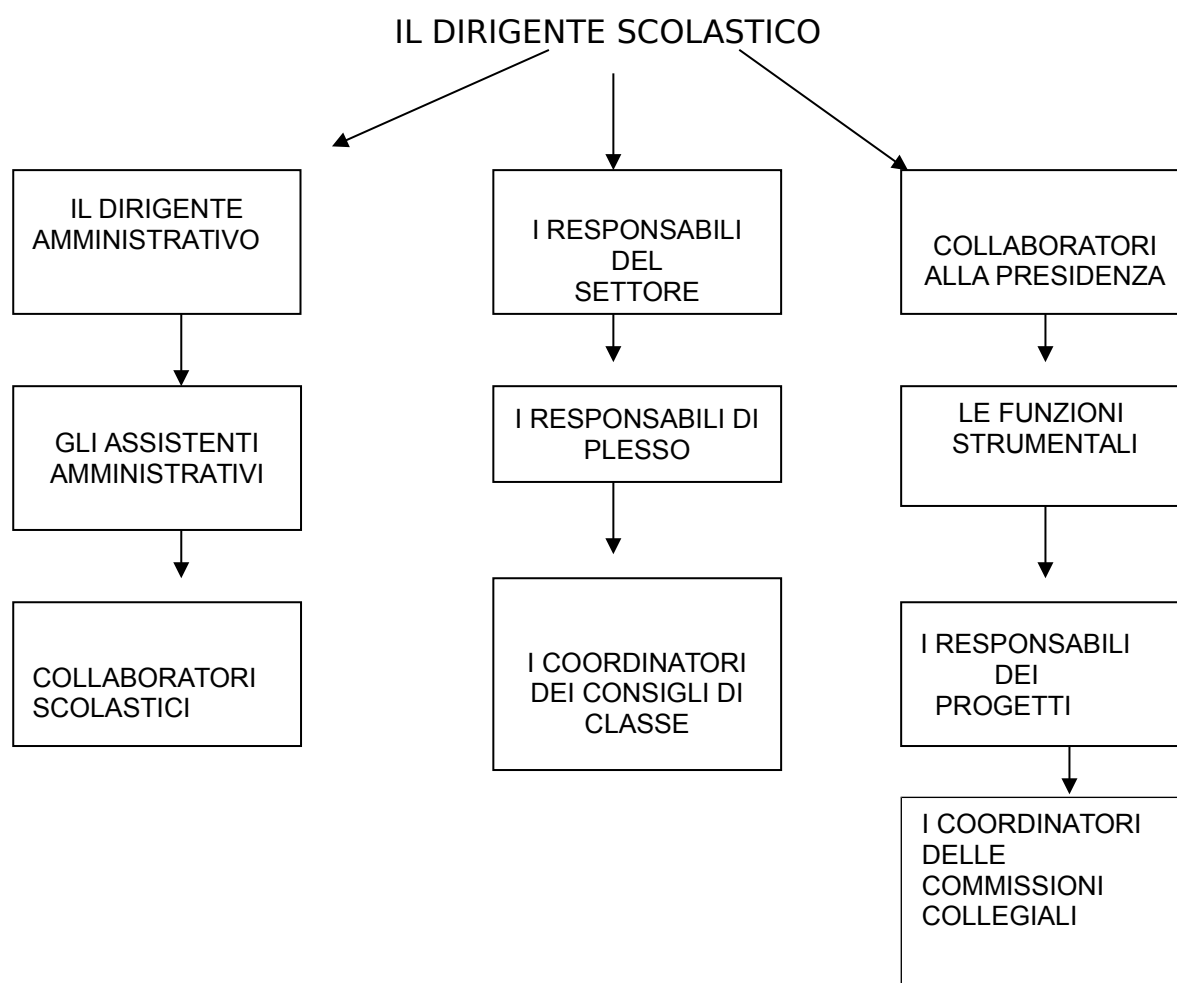 IL DIRIGENTE SCOLASTICO
IL DIRIGENTE
AMMINISTRATIVO
I RESPONSABILI
DEL
SETTORE
COLLABORATORI
ALLA PRESIDENZA
GLI ASSISTENTI
AMMINISTRATIVI
I RESPONSABILI DI
PLESSO
LE FUNZIONI
STRUMENTALI
COLLABORATORI
SCOLASTICI
I COORDINATORI
DEI CONSIGLI DI
CLASSE
I RESPONSABILI
DEI
PROGETTI
I COORDINATORI
DELLE
COMMISSIONI
COLLEGIALI